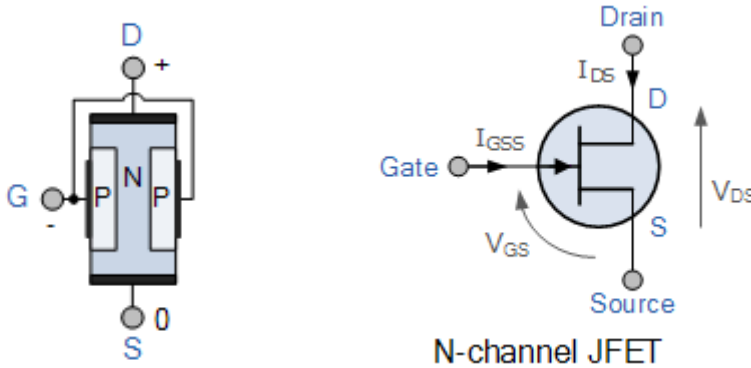 D
+
N
P
P
G
-
0
S
Drain
IDS
D
IGSS
Gate
VDS
VGS
S
Source
N-channel JFET